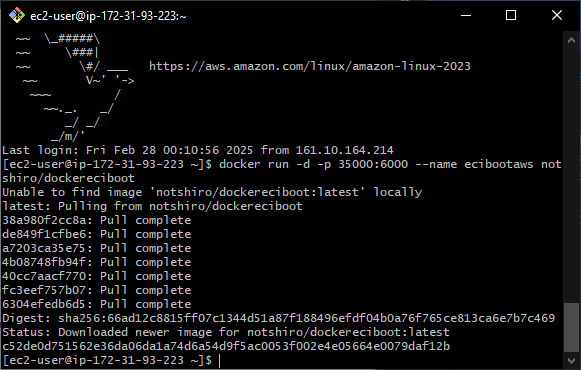 ec2-user@ip-172-31-93-223:~
~~  \_#####\
~~     \###|
~~       \#/ ___   https://aws.amazon.com/linux/amazon-linux-2023
~~       V~' '->
~~~         /
~~._.   _/
_/ _/
_/m/'
Last login: Fri Feb 28 00:10:56 2025 from 161.10.164.214
[ec2-user@ip-172-31-93-223 ~]$ docker run -d -p 35000:6000 --name ecibootaws not
shiro/dockereciboot
Unable to find image 'notshiro/dockereciboot:latest' locally
latest: Pulling from notshiro/dockereciboot
38a980f2cc8a: Pull complete
de849f1cfbe6: Pull complete
a7203ca35e75: Pull complete
4b08748fb94f: Pull complete
40cc7aacf770: Pull complete
fc3eef757b07: Pull complete
6304efedb6d5: Pull complete
Digest: sha256:66ad12c8815ff07c1344d51a87f188496efdf04b0a76f765ce813ca6e7b7c469
Status: Downloaded newer image for notshiro/dockereciboot:latest
c52de0d751562e36da06da1a74d6a54d9f5ac0053f002e4e05664e0079daf12b
[ec2-user@ip-172-31-93-223 ~]$